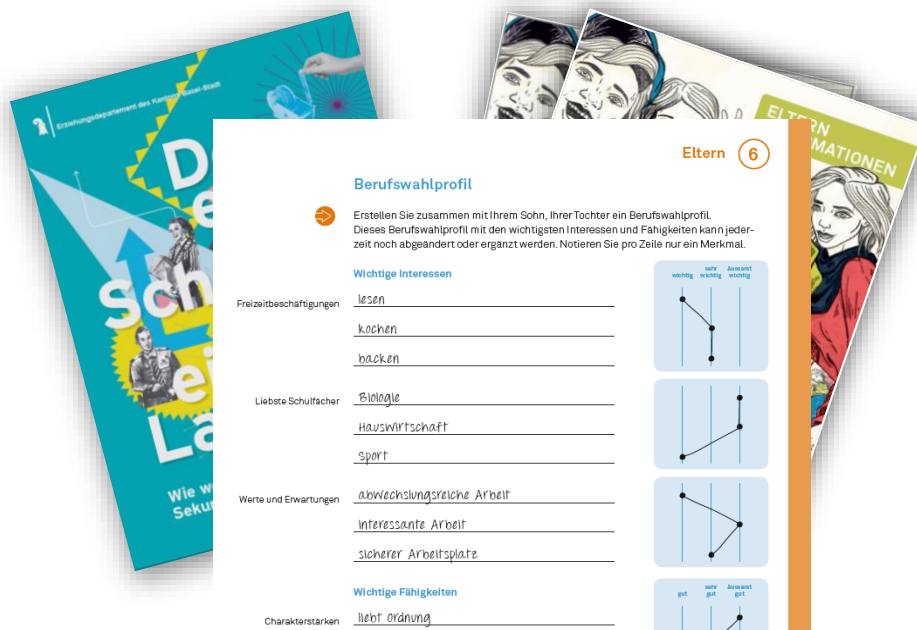 Erziehungsdepartement des Kantons Basel-Stadt
Wie
Eltern 6
ELTERN
Berufswahlprofil
Erstellen Sie zusammen mit Ihrem Sohn, Ihrer Tochter ein Berufswahlprofil.
Dieses Berufswahlprofil mit den wichtigsten Interessen und Fähigkeiten kann jeder-
zeit noch abgeändert oder ergänzt werden. Notieren Sie pro Zeile nur ein Merkmal.
Wichtige Interessen
wichtig sehr wichtig äusserst wichtig
Freizeitbeschäftigungen lesen
kochen
backen
Liebste Schulfächer Biologie
Hauswirtschaft
Sport
Werte und Erwartungen abwechslungsreiche Arbeit
interessante Arbeit
sicherer Arbeitsplatz
Wichtige Fähigkeiten
gut sehr gut äusserst gut
Charakterstärken liebt Ordnung